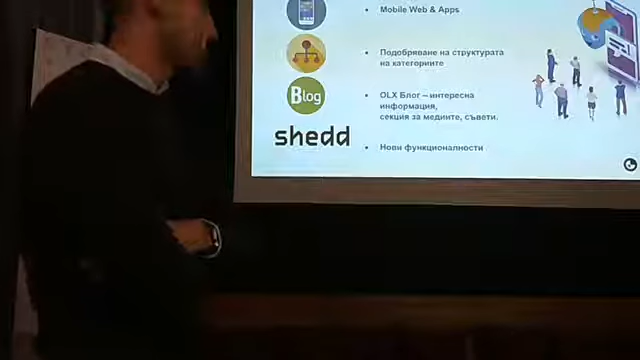 Mobile Web & Apps
Подобряване на структурата
на категориите
Blog
OLX Блог – интересна
информация,
секция за медиите, съвети.
shedd
Нови функционалности